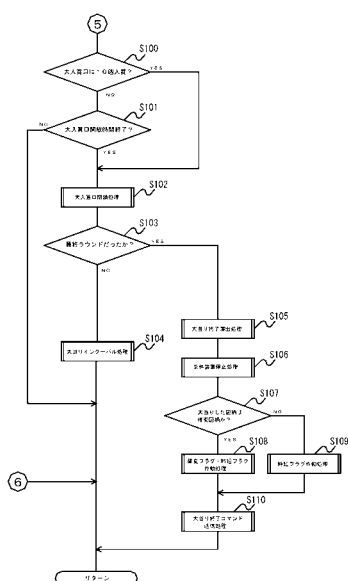 5
S100
大入賞口に10個入賞?
YES
NO
S101
大入賞口開放時間終了?
NO
YES
S102
大入賞口閉鎖処理
S103
最終ラウンドだったか?
YES
NO
S104
大当りインターバル処理
S105
大当り終了演出処理
S106
条件装置停止処理
S107
大当りした図柄は
確変図柄か?
NO
YES
S108
確変フラグ・時短フラグ
作動処理
S109
時短フラグ作動処理
S110
大当り終了コマンド
送信処理
6
リターン